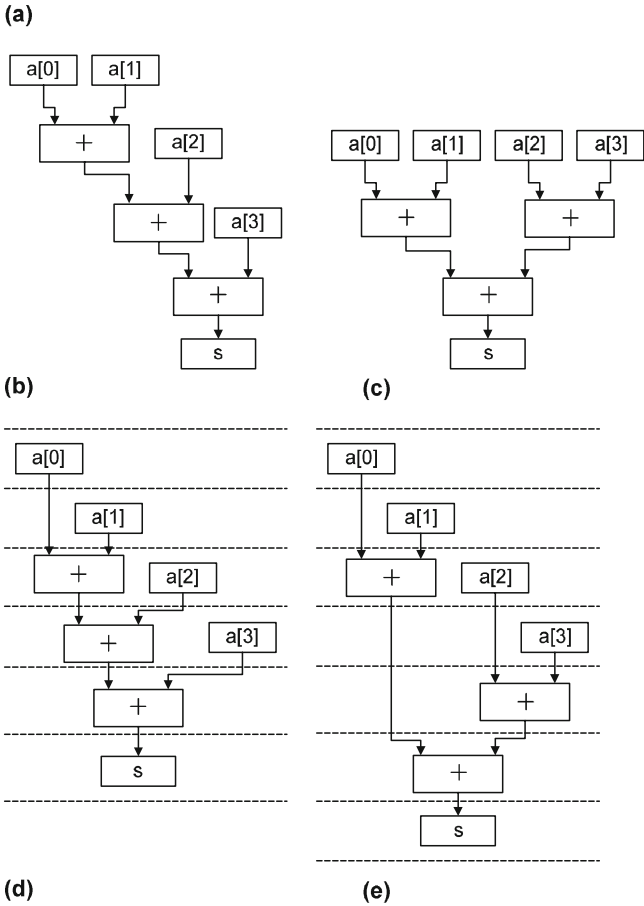 (a)
a[0] a[1]
+
a[2]
+
a[3]
+
s
a[0] a[1] a[2] a[3]
+ +
+
s
(b)
(c)
a[0]
a[1]
+
a[2]
+
a[3]
+
s
a[0]
a[1]
+
a[2]
a[3]
+
+
s
(d)
(e)